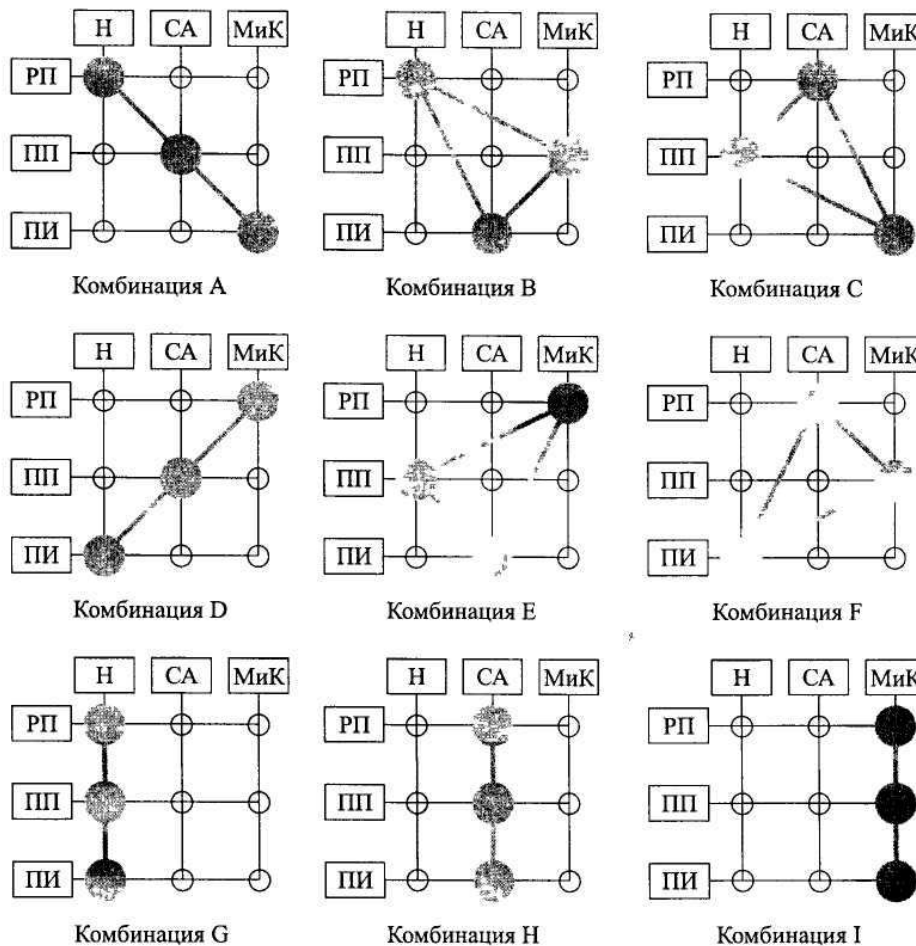 Н СА МиК Н СА МиК Н СА МиК
РП РП РП
ПП ПП ПП
ПИ ПИ ПИ
Комбинация A Комбинация B Комбинация C
Н СА МиК Н СА МиК Н СА МиК
РП РП РП
ПП ПП ПП
ПИ ПИ ПИ
Комбинация D Комбинация E Комбинация F
Н СА МиК Н СА МиК Н СА МиК
РП РП РП
ПП ПП ПП
ПИ ПИ ПИ
Комбинация G Комбинация H Комбинация I